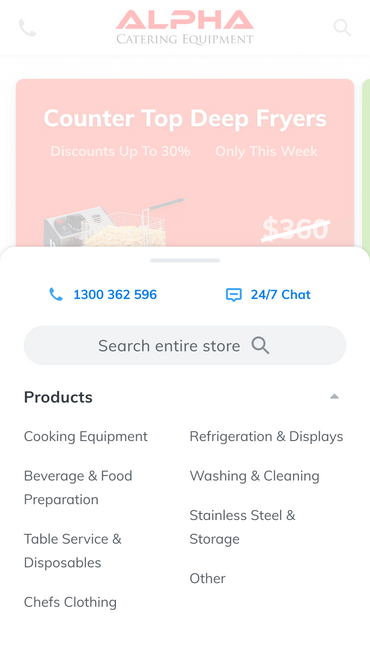 ALPHA
CATERING EQUIPMENT
Counter Top Deep Fryers
Discounts Up To 30% Only This Week
$360
1300 362 596 24/7 Chat
Search entire store
Products
Cooking Equipment
Beverage & Food
Preparation
Table Service &
Disposables
Chefs Clothing
Refrigeration & Displays
Washing & Cleaning
Stainless Steel &
Storage
Other